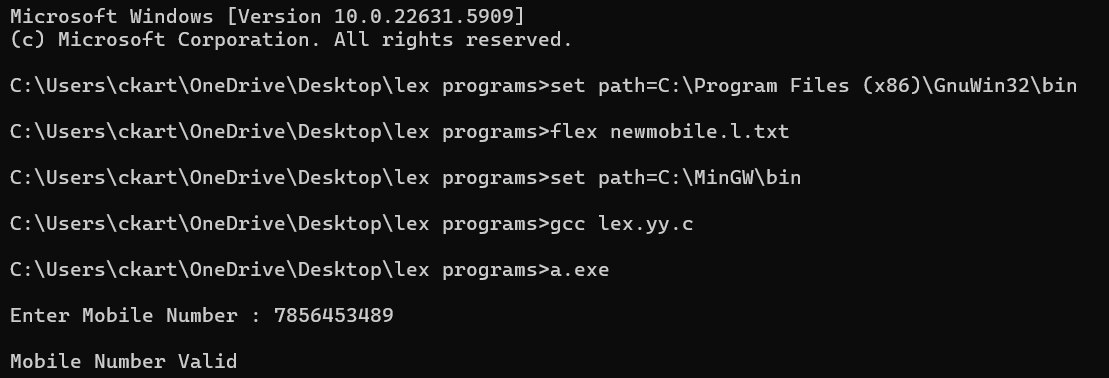 Microsoft Windows [Version 10.0.22631.5909]
(c) Microsoft Corporation. All rights reserved.
C:\Users\ckart\OneDrive\Desktop\lex programs>set path=C:\Program Files (x86)\GnuWin32\bin
C:\Users\ckart\OneDrive\Desktop\lex programs>flex newmobile.l.txt
C:\Users\ckart\OneDrive\Desktop\lex programs>set path=C:\MinGW\bin
C:\Users\ckart\OneDrive\Desktop\lex programs>gcc lex.yy.c
C:\Users\ckart\OneDrive\Desktop\lex programs>a.exe
Enter Mobile Number : 7856453489
Mobile Number Valid